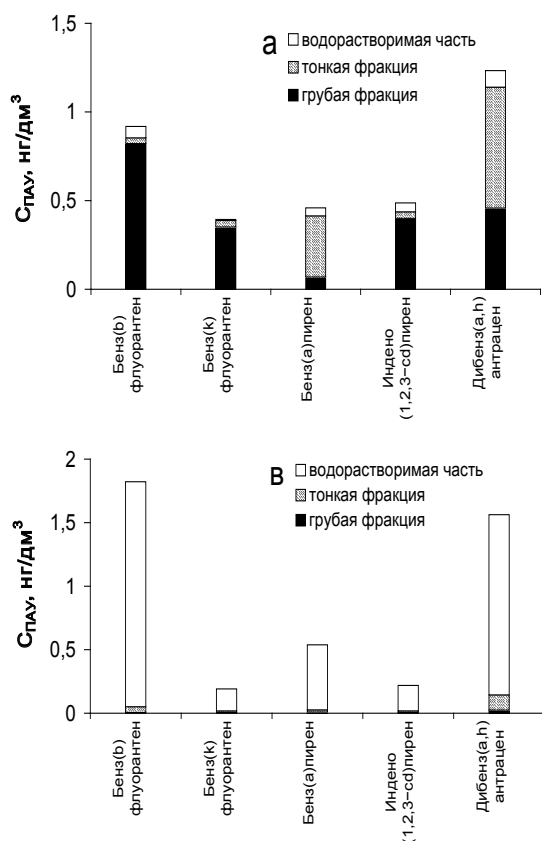 1,5
а
водорастворимая часть
тонкая фракция
грубая фракция
1
0,5
0
СПАУ, нг/дм³
Бенз(b)
флуорантен
Бенз(k)
флуорантен
Бенз(а)пирен
Индено
(1,2,3−cd)пирен
Дибенз(a,h)
антрацен
2
в
водорастворимая часть
тонкая фракция
грубая фракция
1,5
1
0,5
0
СПАУ, нг/дм³
Бенз(b)
флуорантен
Бенз(k)
флуорантен
Бенз(а)пирен
Индено
(1,2,3−cd)пирен
Дибенз(a,h)
антрацен